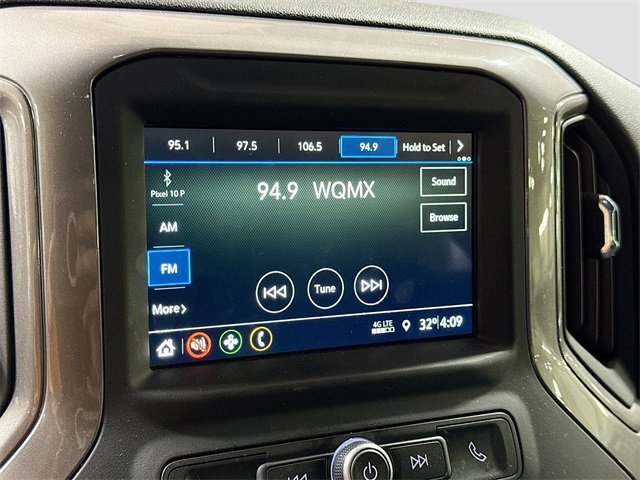 95.1 97.5 106.5 94.9 Hold to Set
Pixel 10 P
94.9 WQMX
Sound
Browse
AM
FM
Tune
More
4G LTE
32° 4:09